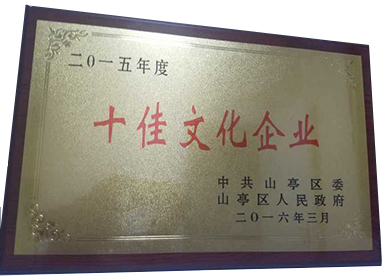 二〇一五年度
十佳文化企业
中共山亭区委
山亭区人民政府
二〇一六年三月